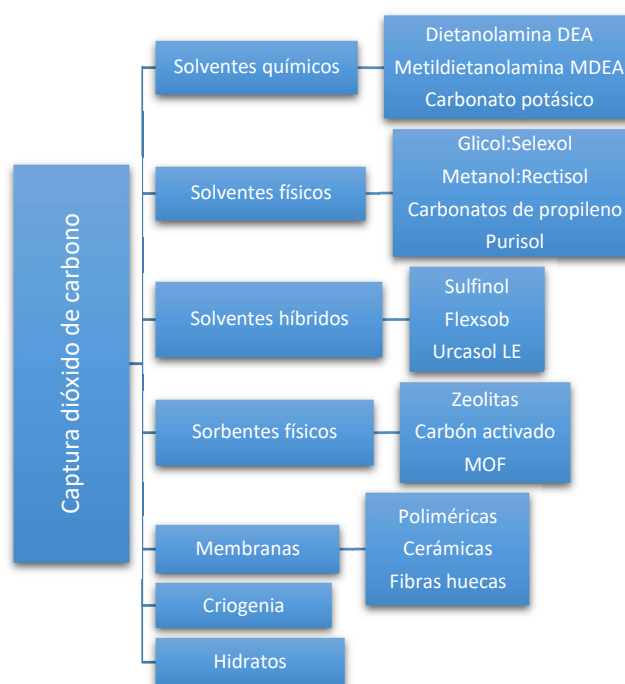 Captura dióxido de carbono
Solventes químicos
Dietanolamina DEA
Metildietanolamina MDEA
Carbonato potásico
Solventes físicos
Glicol:Selexol
Metanol:Rectisol
Carbonatos de propileno
Purisol
Solventes híbridos
Sulfinol
Flexsob
Urcasol LE
Sorbentes físicos
Zeolitas
Carbón activado
MOF
Membranas
Poliméricas
Cerámicas
Fibras huecas
Criogenia
Hidratos